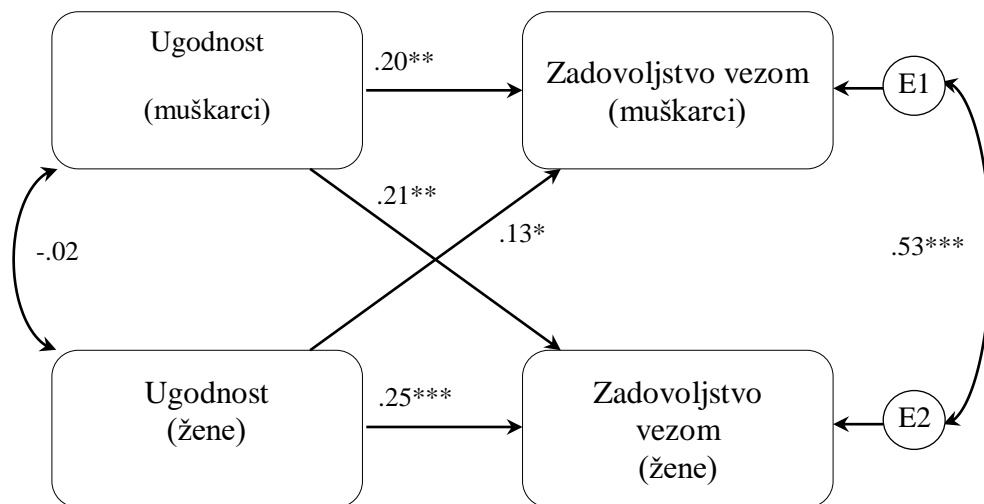 Ugodnost
(muškarci)
.20**
Zadovoljstvo vezom
(muškarci)
E1
.21**
.13*
-.02
.53***
Ugodnost
(žene)
.25***
Zadovoljstvo
vezom
(žene)
E2